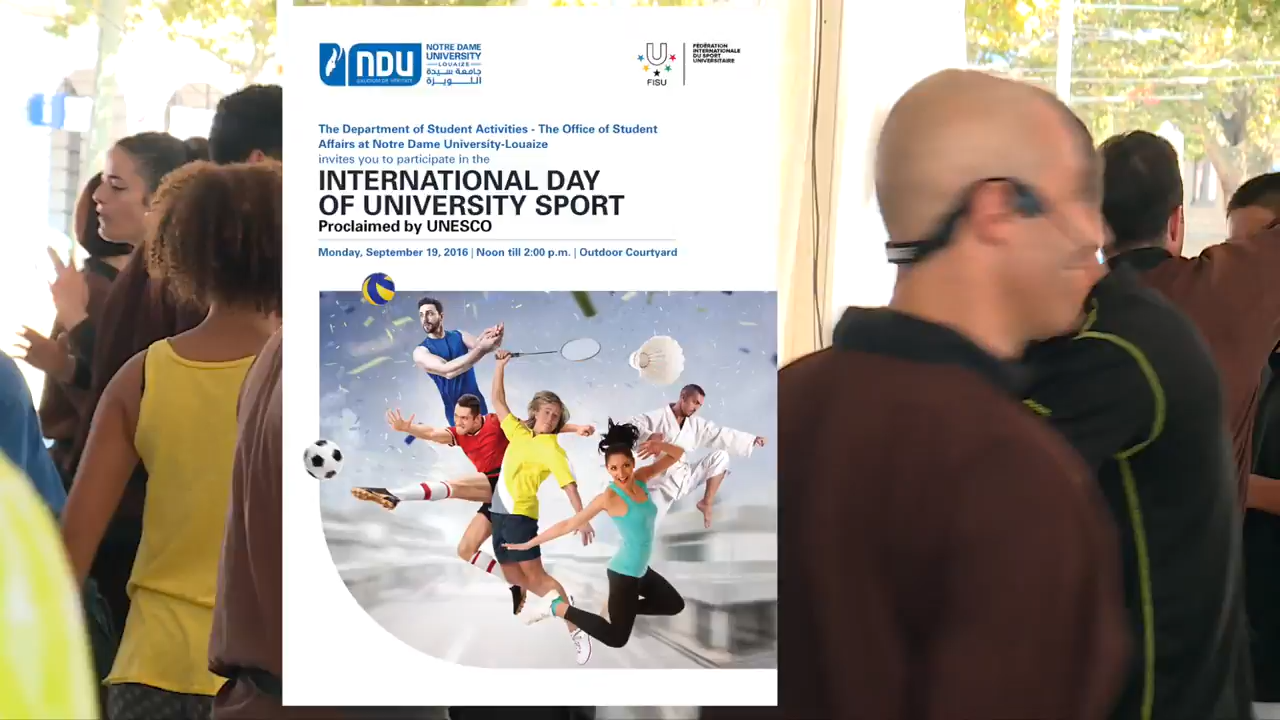 NDU
NOTRE DAME
UNIVERSITY
LOUAIZE
جامعة سيدة
اللـــويـــزة
FISU
FÉDÉRATION
INTERNATIONALE
DU SPORT
UNIVERSITAIRE
The Department of Student Activities - The Office of Student
Affairs at Notre Dame University-Louaize
invites you to participate in the
INTERNATIONAL DAY
OF UNIVERSITY SPORT
Proclaimed by UNESCO
Monday, September 19, 2016 | Noon till 2:00 p.m. | Outdoor Courtyard